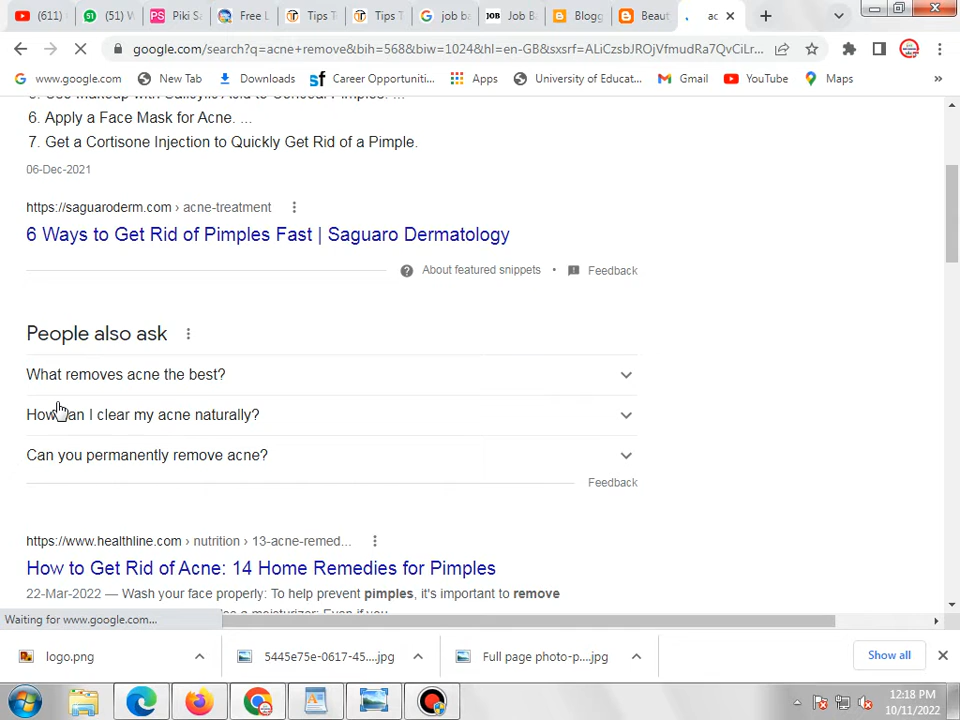 (611)
(51) W
Piki Sa
Free L
Tips T
Tips T
job ba
Job B
Blogg
Beaut
ac
google.com/search?q=acne+remove&bih=568&biw=1024&hl=en-GB&sxsrf=ALiCzsbJROjVfmudRa7QvCiLr...
www.google.com
New Tab
Downloads
Career Opportuniti...
Apps
University of Educat...
Gmail
YouTube
Maps
»
6. Apply a Face Mask for Acne. ...
7. Get a Cortisone Injection to Quickly Get Rid of a Pimple.
06-Dec-2021
https://saguaroderm.com › acne-treatment
6 Ways to Get Rid of Pimples Fast | Saguaro Dermatology
About featured snippets • Feedback
People also ask
What removes acne the best?
How can I clear my acne naturally?
Can you permanently remove acne?
Feedback
https://www.healthline.com › nutrition › 13-acne-remed...
How to Get Rid of Acne: 14 Home Remedies for Pimples
22-Mar-2022 — Wash your face properly: To help prevent pimples, it's important to remove
Waiting for www.google.com...
logo.png
5445e75e-0617-45....jpg
Full page photo-p....jpg
Show all
12:18 PM
10/11/2022